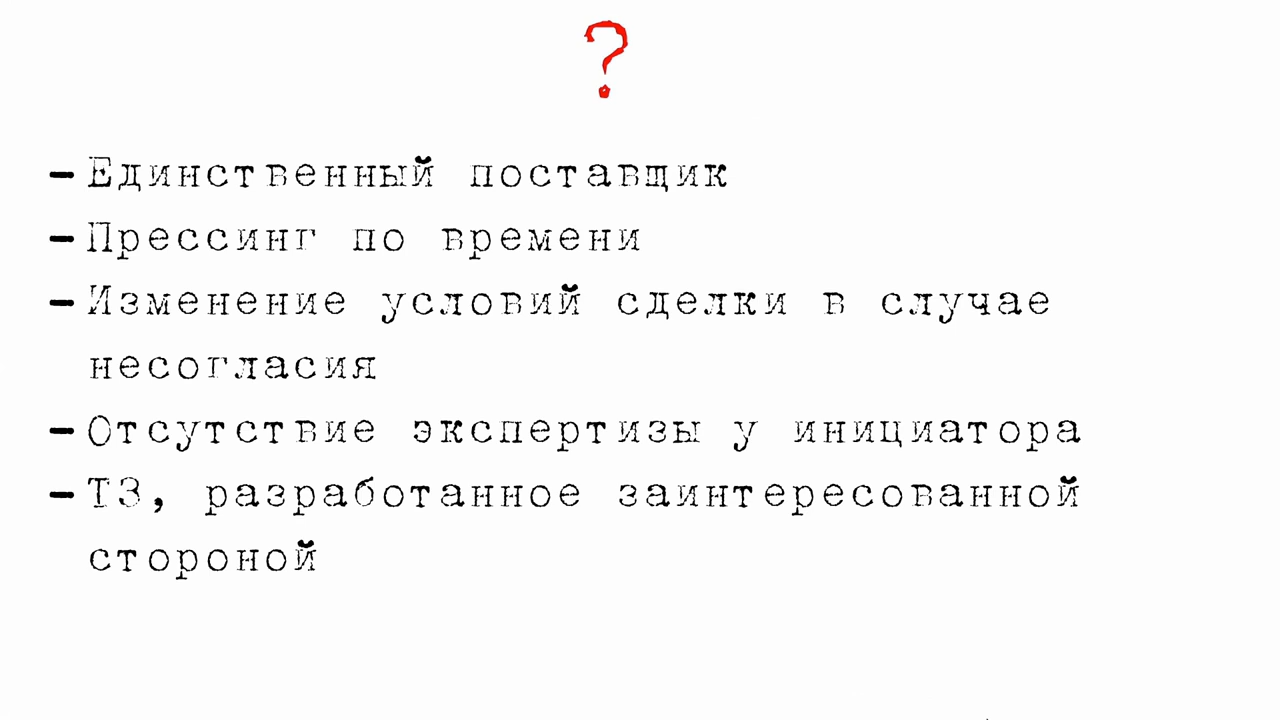 ?
– Единственный поставщик
– Прессинг по времени
– Изменение условий сделки в случае
несогласия
– Отсутствие экспертизы у инициатора
– ТЗ, разработанное заинтересованной
стороной